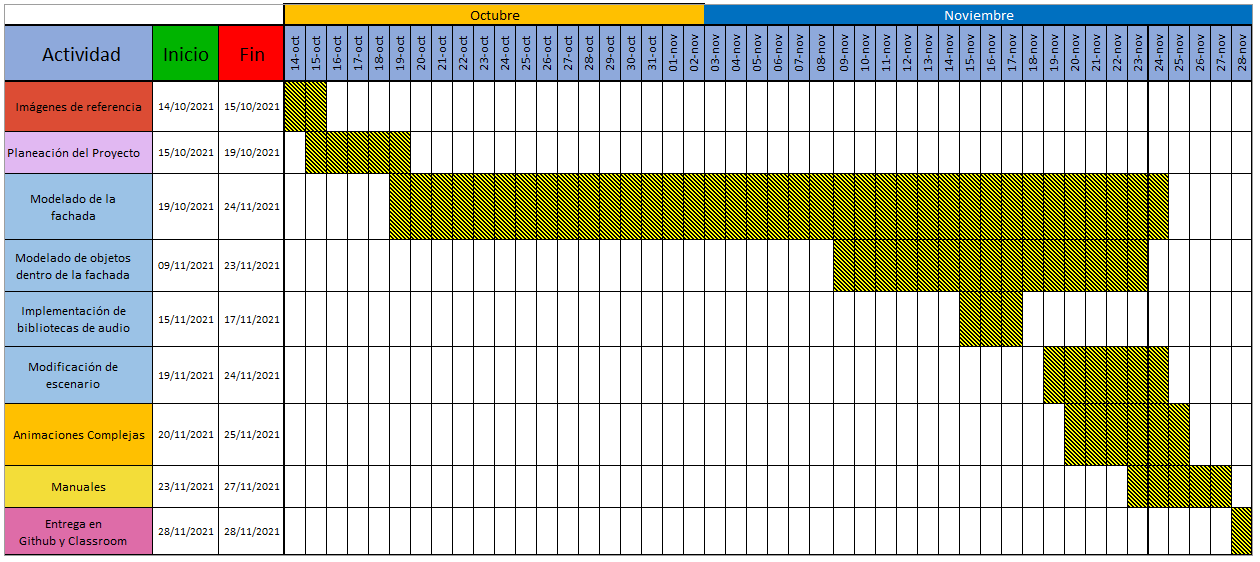 Octubre Noviembre
Actividad Inicio Fin 14-oct 15-oct 16-oct 17-oct 18-oct 19-oct 20-oct 21-oct 22-oct 23-oct 24-oct 25-oct 26-oct 27-oct 28-oct 29-oct 30-oct 31-oct 01-nov 02-nov 03-nov 04-nov 05-nov 06-nov 07-nov 08-nov 09-nov 10-nov 11-nov 12-nov 13-nov 14-nov 15-nov 16-nov 17-nov 18-nov 19-nov 20-nov 21-nov 22-nov 23-nov 24-nov 25-nov 26-nov 27-nov 28-nov
Imágenes de referencia 14/10/2021 15/10/2021
Planeación del Proyecto 15/10/2021 19/10/2021
Modelado de la
fachada 19/10/2021 24/11/2021
Modelado de objetos
dentro de la fachada 09/11/2021 23/11/2021
Implementación de
bibliotecas de audio 15/11/2021 17/11/2021
Modificación de
escenario 19/11/2021 24/11/2021
Animaciones Complejas 20/11/2021 25/11/2021
Manuales 23/11/2021 27/11/2021
Entrega en
Github y Classroom 28/11/2021 28/11/2021